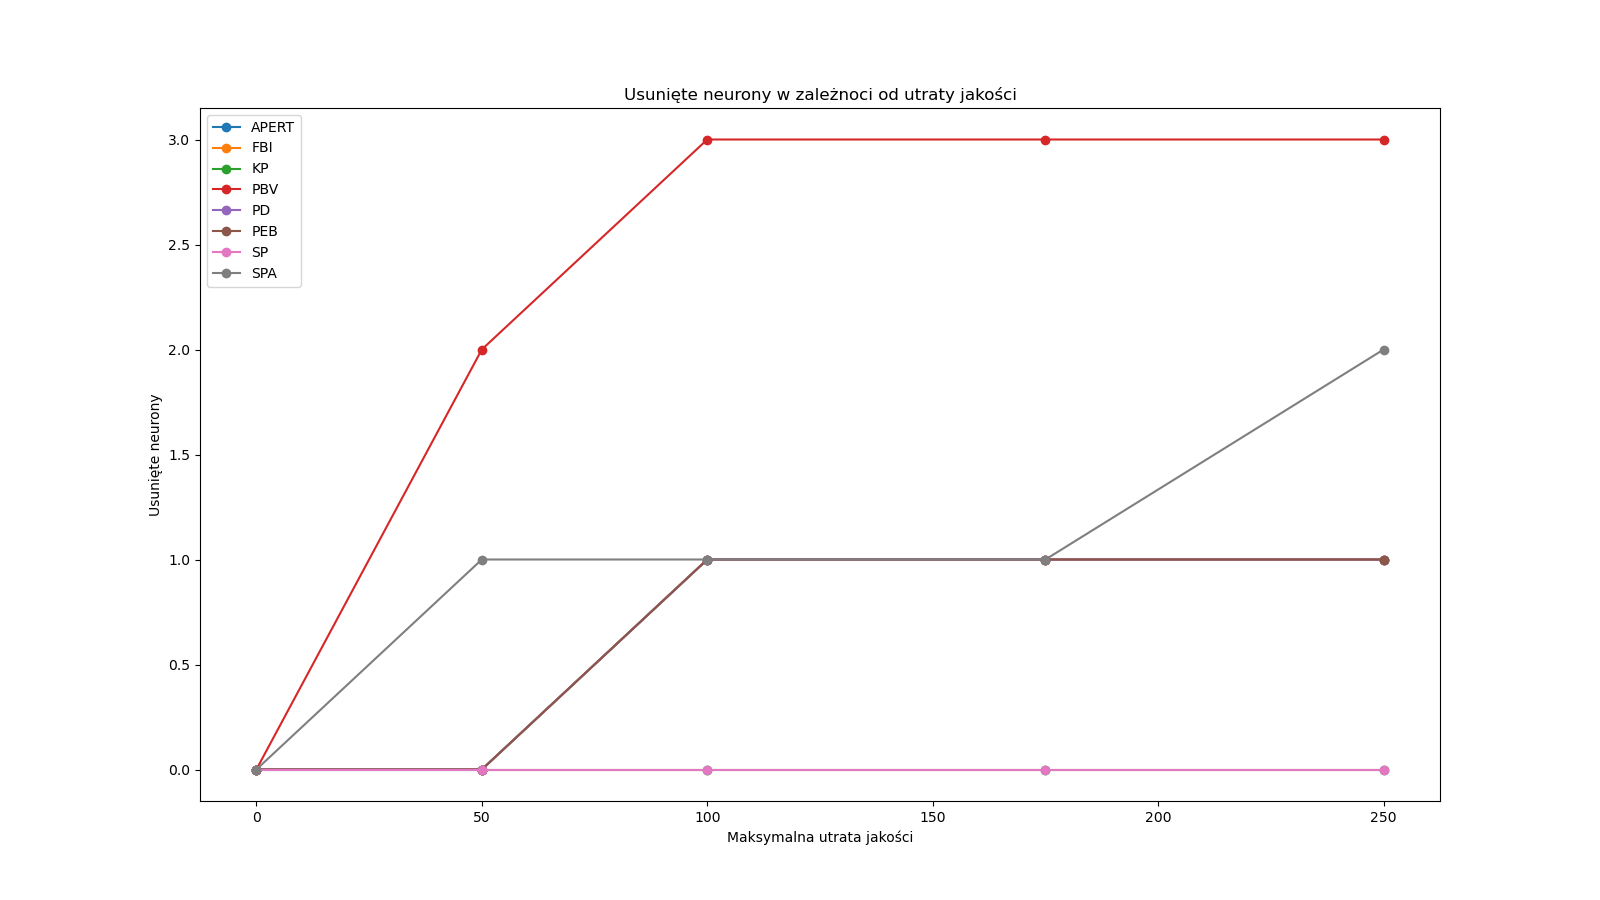 Usunięte neurony w zależnoci od utraty jakości
APERT
FBI
KP
PBV
PD
PEB
SP
SPA
3.0
2.5
2.0
1.5
1.0
0.5
0.0
Usunięte neurony
0 50 100 150 200 250
Maksymalna utrata jakości